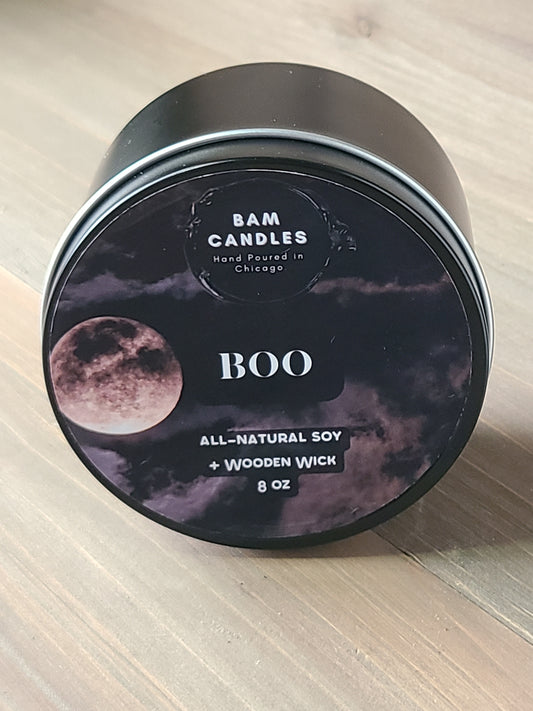 BAM
CANDLES
Hand Poured in
Chicago
BOO
ALL-NATURAL SOY
+ WOODEN WICK
8 OZ